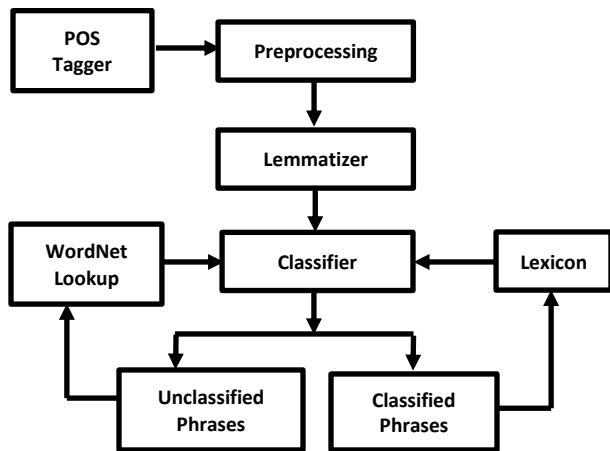 POS
Tagger
Preprocessing
Lemmatizer
WordNet
Lookup
Classifier
Lexicon
Unclassified
Phrases
Classified
Phrases